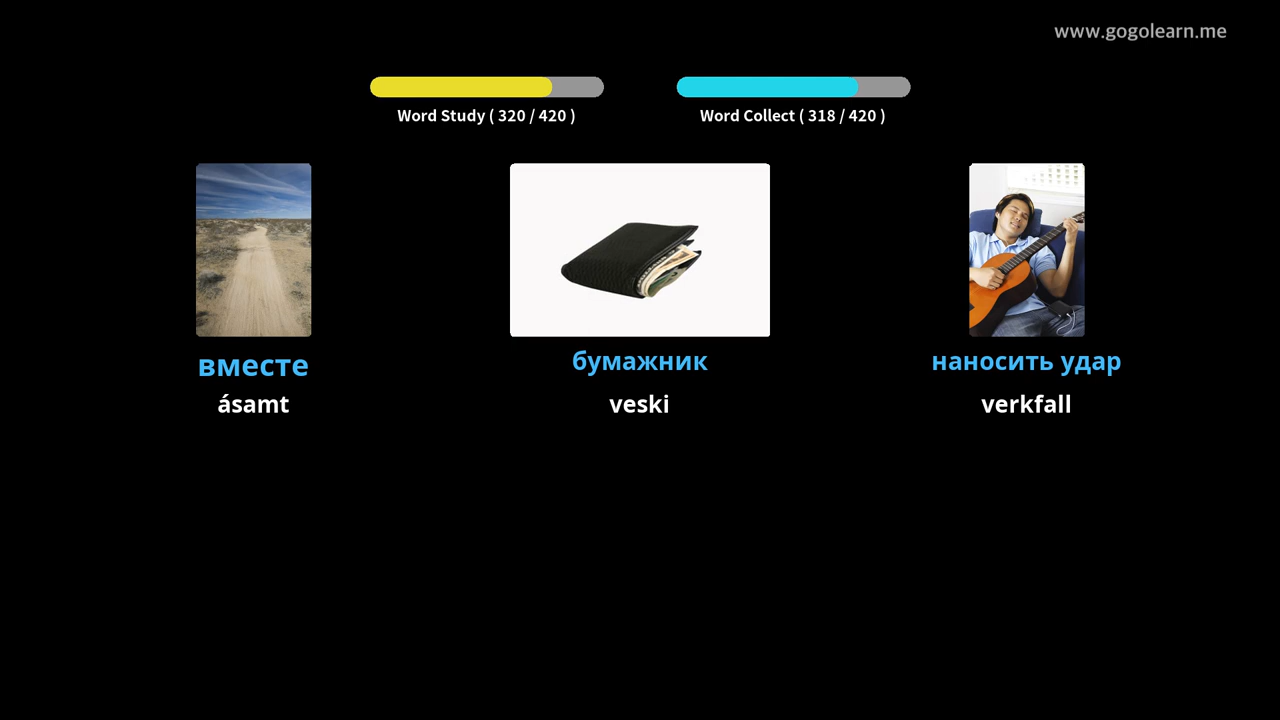 www.gogolearn.me
Word Study ( 320 / 420 )
Word Collect ( 318 / 420 )
вместе
бумажник
наносить удар
ásamt
veski
verkfall